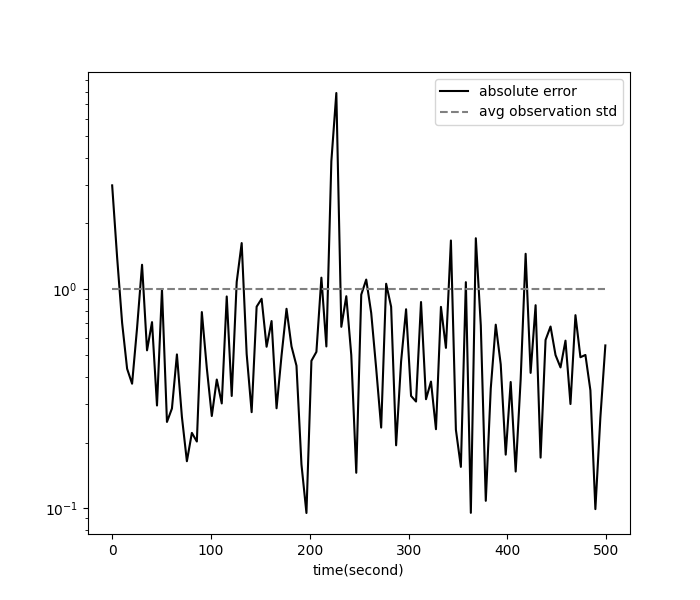 absolute error
avg observation std
10⁰
10⁻¹
0 100 200 300 400 500
time(second)